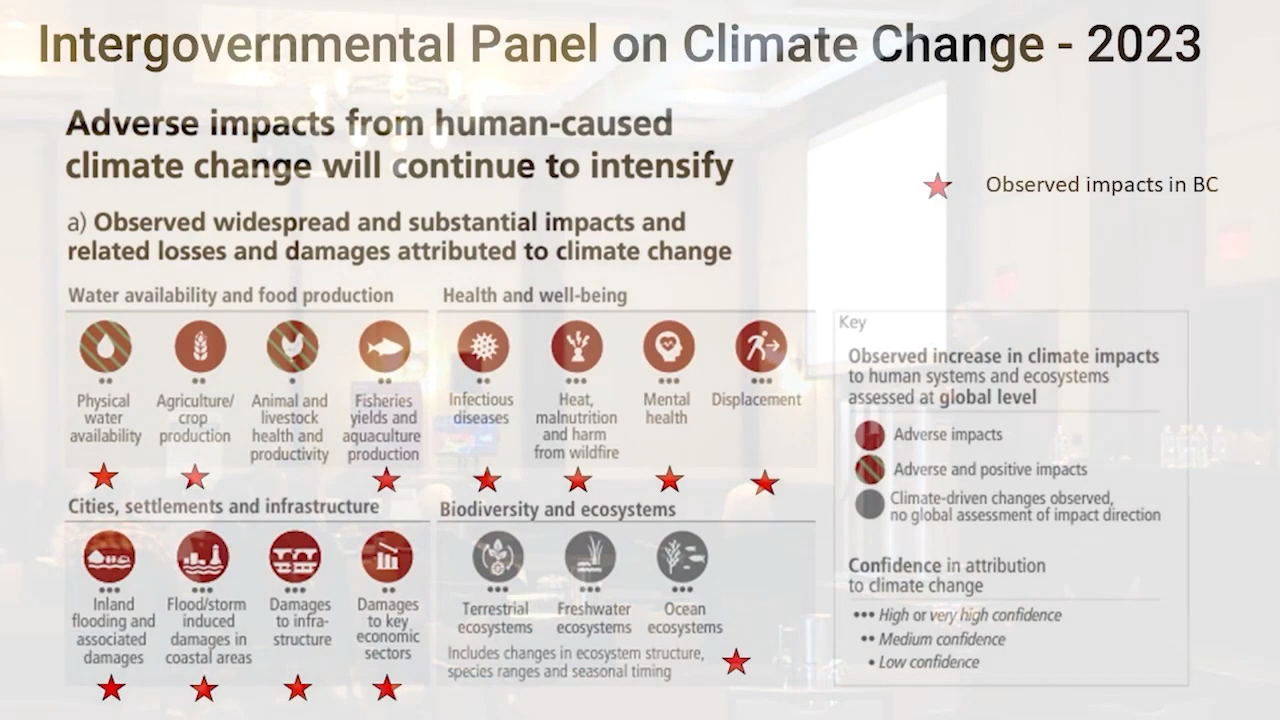 Intergovernmental Panel on Climate Change - 2023
Adverse impacts from human-caused
climate change will continue to intensify
Observed impacts in BC
a) Observed widespread and substantial impacts and
related losses and damages attributed to climate change
Water availability and food production
Physical
water
availability
Agriculture/
crop
production
Animal and
livestock
health and
productivity
Fisheries
yields and
aquaculture
production
Health and well-being
Infectious
diseases
Heat,
malnutrition
and harm
from wildfire
Mental
health
Displacement
Cities, settlements and infrastructure
Inland
flooding and
associated
damages
Flood/storm
induced
damages in
coastal areas
Damages
to infra-
structure
Damages
to key
economic
sectors
Biodiversity and ecosystems
Terrestrial
ecosystems
Freshwater
ecosystems
Ocean
ecosystems
Includes changes in ecosystem structure,
species ranges and seasonal timing
Key
Observed increase in climate impacts
to human systems and ecosystems
assessed at global level
Adverse impacts
Adverse and positive impacts
Climate-driven changes observed,
no global assessment of impact direction
Confidence in attribution
to climate change
••• High or very high confidence
•• Medium confidence
• Low confidence